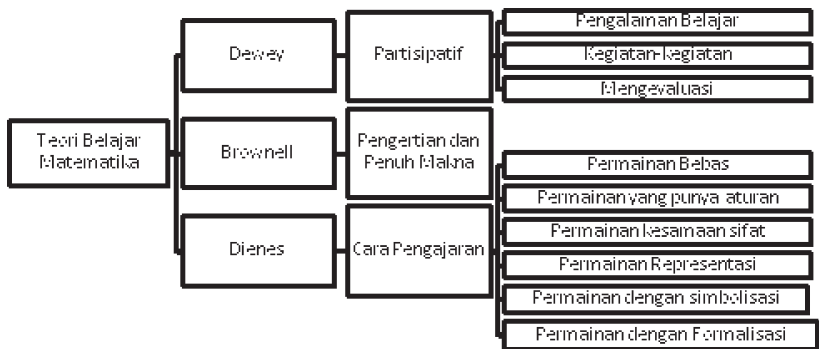 Teori Belajar
Matematika
Dewey
Partisipatif
Pengalaman Belajar
Kegiatan-kegiatan
Mengevaluasi
Brownell
Pengertian dan
Penuh Makna
Dienes
Cara Pengajaran
Permainan Bebas
Permainan yang punya aturan
Permainan kesamaan sifat
Permainan Representasi
Permainan dengan simbolisasi
Permainan dengan Formalisasi